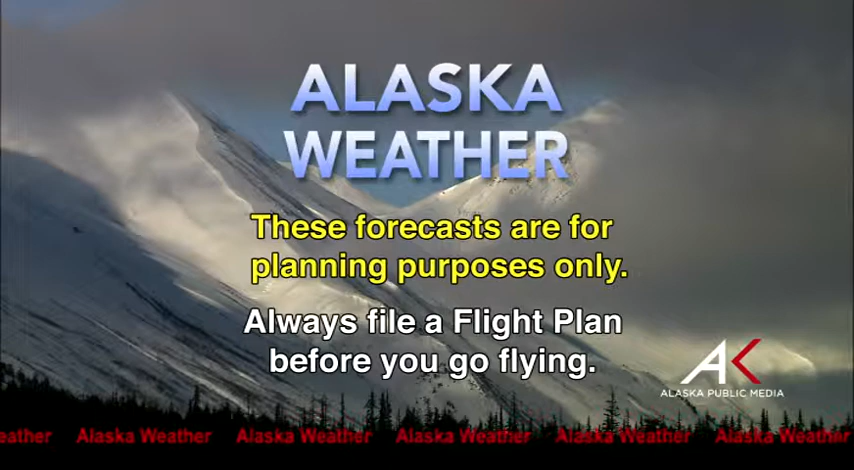 ALASKA
WEATHER
These forecasts are for
planning purposes only.
Always file a Flight Plan
before you go flying.
AK
ALASKA PUBLIC MEDIA
eather Alaska Weather Alaska Weather Alaska Weather Alaska Weather Alaska Weather